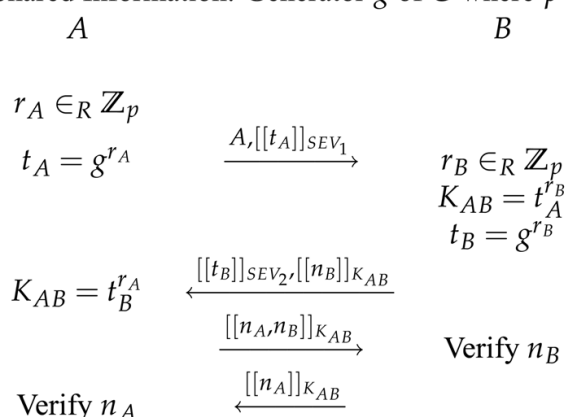 A B
r_A ∈_R ℤ_p
t_A = g^{r_A} A,[[t_A]]_{SEV_1} r_B ∈_R ℤ_p
K_{AB} = t_A^{r_B}
t_B = g^{r_B}
K_{AB} = t_B^{r_A} [[t_B]]_{SEV_2},[[n_B]]_{K_{AB}}
[[n_A,n_B]]_{K_{AB}} Verify n_B
Verify n_A [[n_A]]_{K_{AB}}